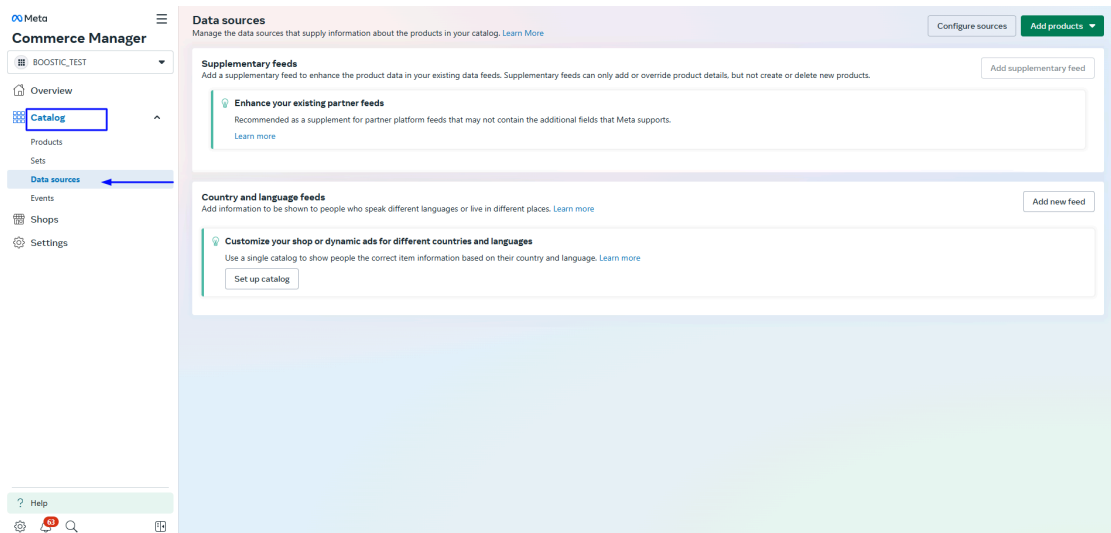 Meta
Commerce Manager
BOOSTIC_TEST
Overview
Catalog
Products
Sets
Data sources
Events
Shops
Settings
? Help
63
Data sources
Manage the data sources that supply information about the products in your catalog. Learn More
Configure sources
Add products
Supplementary feeds
Add a supplementary feed to enhance the product data in your existing data feeds. Supplementary feeds can only add or override product details, but not create or delete new products.
Add supplementary feed
Enhance your existing partner feeds
Recommended as a supplement for partner platform feeds that may not contain the additional fields that Meta supports.
Learn more
Country and language feeds
Add information to be shown to people who speak different languages or live in different places. Learn more
Add new feed
Customize your shop or dynamic ads for different countries and languages
Use a single catalog to show people the correct item information based on their country and language. Learn more
Set up catalog